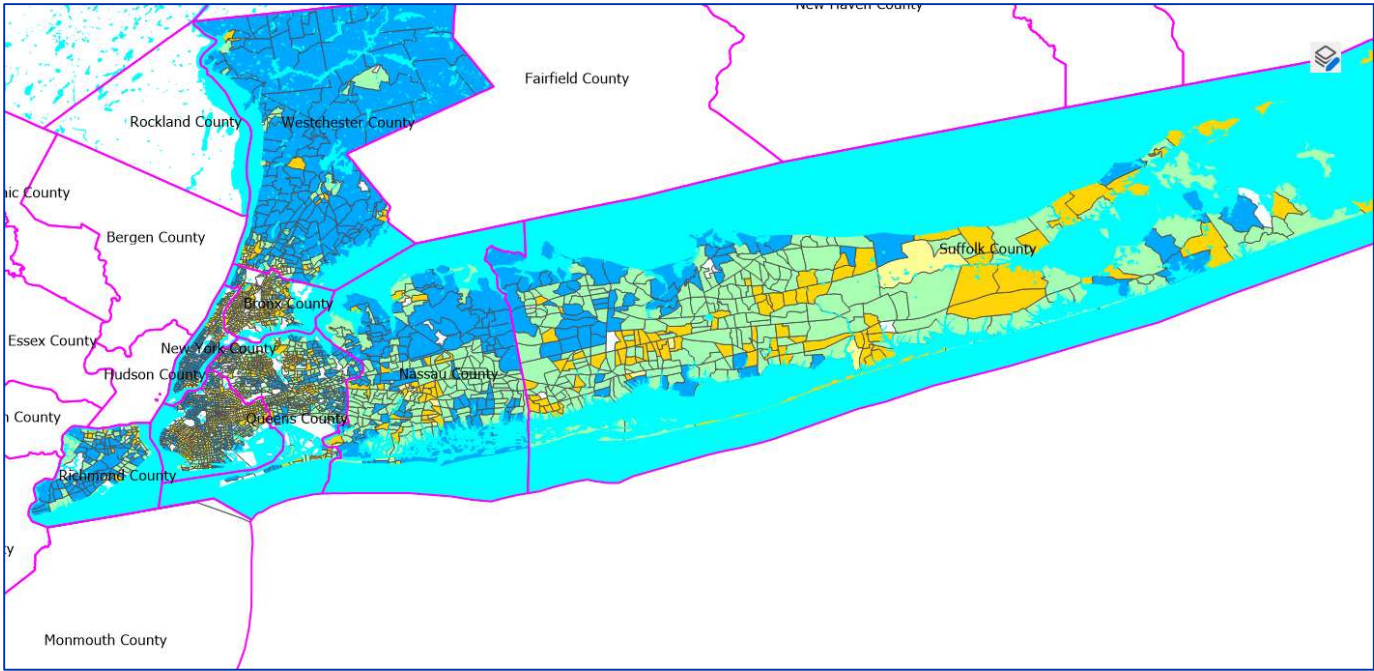 New Haven County
Fairfield County
Rockland County
Westchester County
ic County
Bergen County
Suffolk County
Bronx County
Essex County
New York County
Hudson County
Nassau County
n County
Queens County
Richmond County
y
Monmouth County